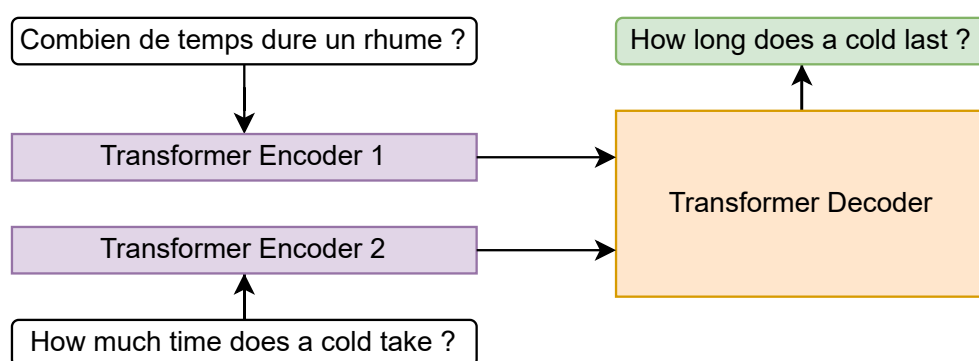 Combien de temps dure un rhume ?
How long does a cold last ?
Transformer Encoder 1
Transformer Decoder
Transformer Encoder 2
How much time does a cold take ?